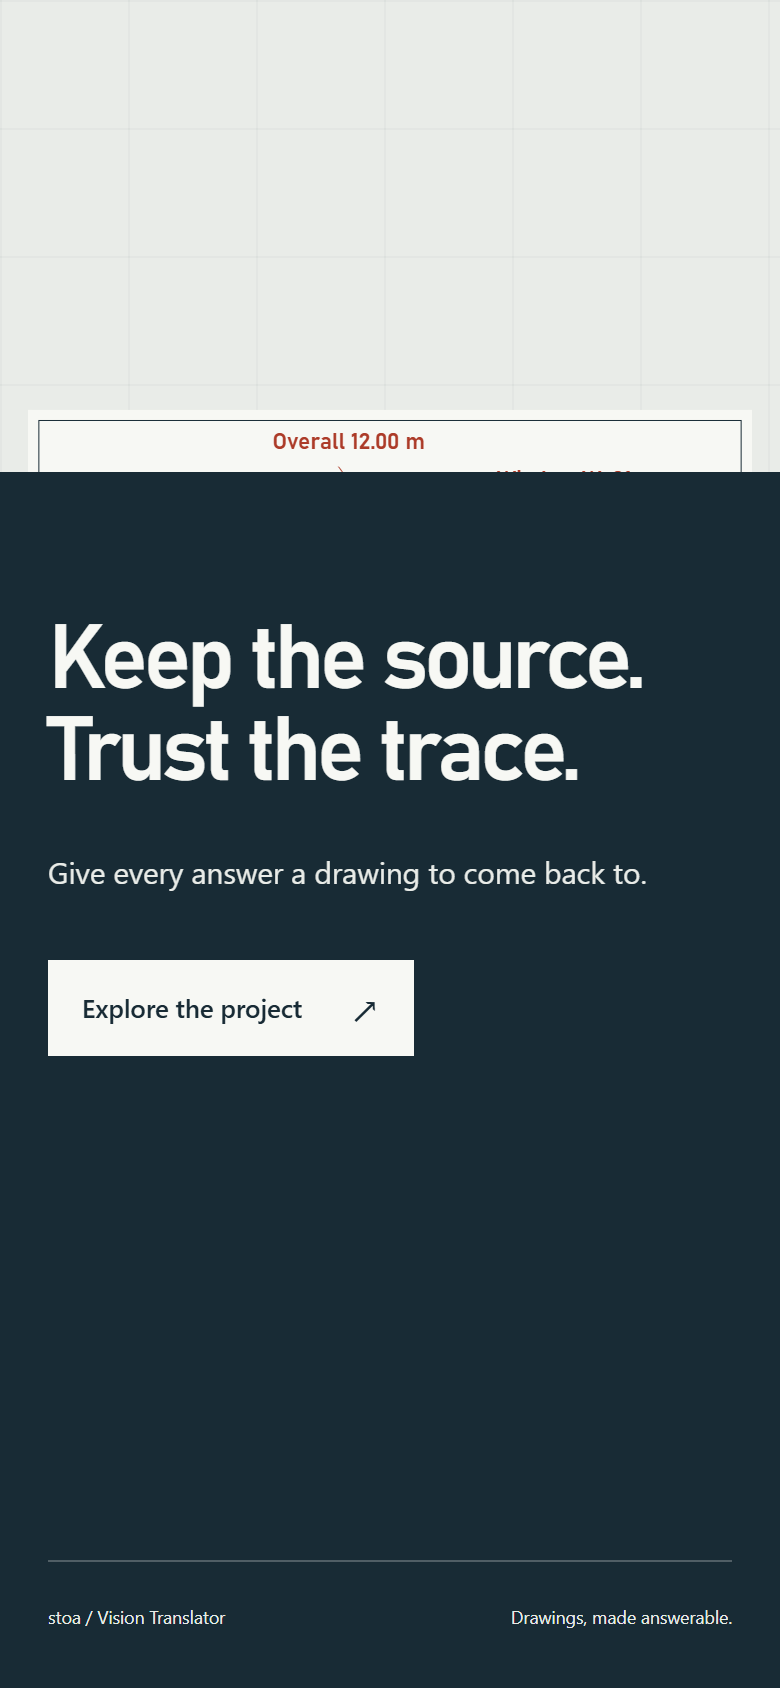 Overall 12.00 m
Keep the source.
Trust the trace.
Give every answer a drawing to come back to.
Explore the project ↗
stoa / Vision Translator
Drawings, made answerable.